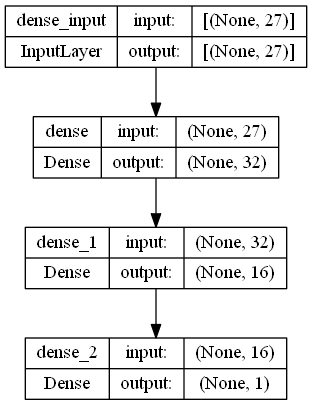 dense_input input: [(None, 27)]
InputLayer output: [(None, 27)]
dense input: (None, 27)
Dense output: (None, 32)
dense_1 input: (None, 32)
Dense output: (None, 16)
dense_2 input: (None, 16)
Dense output: (None, 1)